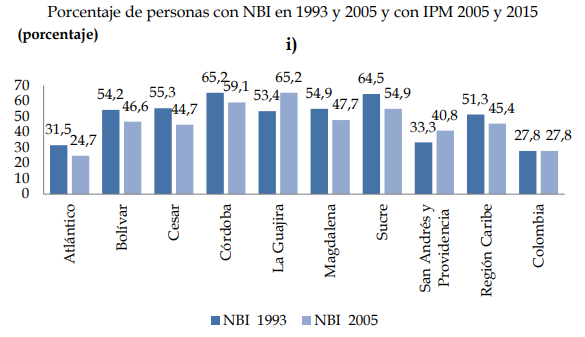 Porcentaje de personas con NBI en 1993 y 2005 y con IPM 2005 y 2015
(porcentaje)
i)
70
60
50
40
30
20
10
0
31,5 24,7
54,2 46,6
55,3 44,7
65,2 59,1
53,4 65,2
54,9 47,7
64,5 54,9
33,3 40,8
51,3 45,4
27,8 27,8
Atlántico
Bolívar
Cesar
Córdoba
La Guajira
Magdalena
Sucre
San Andrés y
Providencia
Región Caribe
Colombia
NBI 1993 NBI 2005